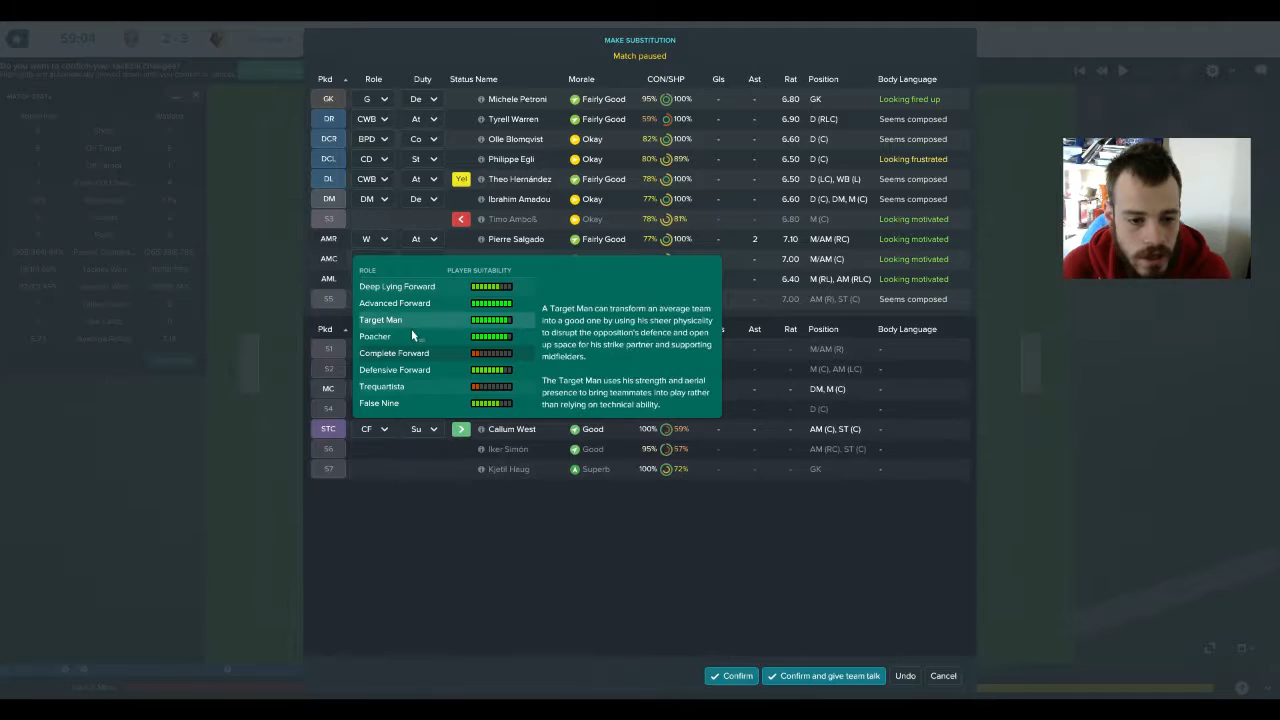 59:04
2 - 3
MAKE SUBSTITUTION
Match paused
Do you want to confirm your tactical changes?
Pkd Role Duty Status Name Morale CON/SHP Gls Ast Rat Position Body Language
GK G De Michele Petroni Fairly Good 95% 100% - - 6.80 GK Looking fired up
DR CWB At Tyrell Warren Fairly Good 59% 100% - - 6.90 D (RLC) Seems composed
DCR BPD Co Olle Blomqvist Okay 82% 100% - - 6.60 D (C) Seems composed
DCL CD St Philippe Egli Okay 80% 89% - - 6.50 D (C) Looking frustrated
DL CWB At Yel Theo Hernández Fairly Good 78% 100% - - 6.50 D (LC), WB (L) Seems composed
DM DM De Ibrahim Amadou Okay 77% 100% - - 6.60 D (C), DM, M (C) Seems composed
S3 Timo Amboß Okay 78% 81% - - 6.80 M (C) Looking motivated
AMR W At Pierre Salgado Fairly Good 77% 100% - 2 7.10 M/AM (RC) Looking motivated
AMC - 7.00 M/AM (C) Looking motivated
AML - 6.40 M (RL), AM (RLC) Looking motivated
S5 - 7.00 AM (R), ST (C) Seems composed
ROLE PLAYER SUITABILITY
Deep Lying Forward
Advanced Forward
Target Man
Poacher
Complete Forward
Defensive Forward
Trequartista
False Nine
A Target Man can transform an average team
into a good one by using his sheer physicality
to disrupt the opposition's defence and open
up space for his strike partner and supporting
midfielders.
The Target Man uses his strength and aerial
presence to bring teammates into play rather
than relying on technical ability.
Pkd s Ast Rat Position Body Language
S1 - - M/AM (R) -
S2 - - M (C), AM (LC) -
MC - - DM, M (C) -
S4 - - D (C) -
STC CF Su Callum West Good 100% 59% - - - AM (C), ST (C) -
S6 Iker Simón Good 95% 57% - - - AM (RC), ST (C) -
S7 Kjetil Haug Superb 100% 72% - - - GK -
Confirm Confirm and give team talk Undo Cancel